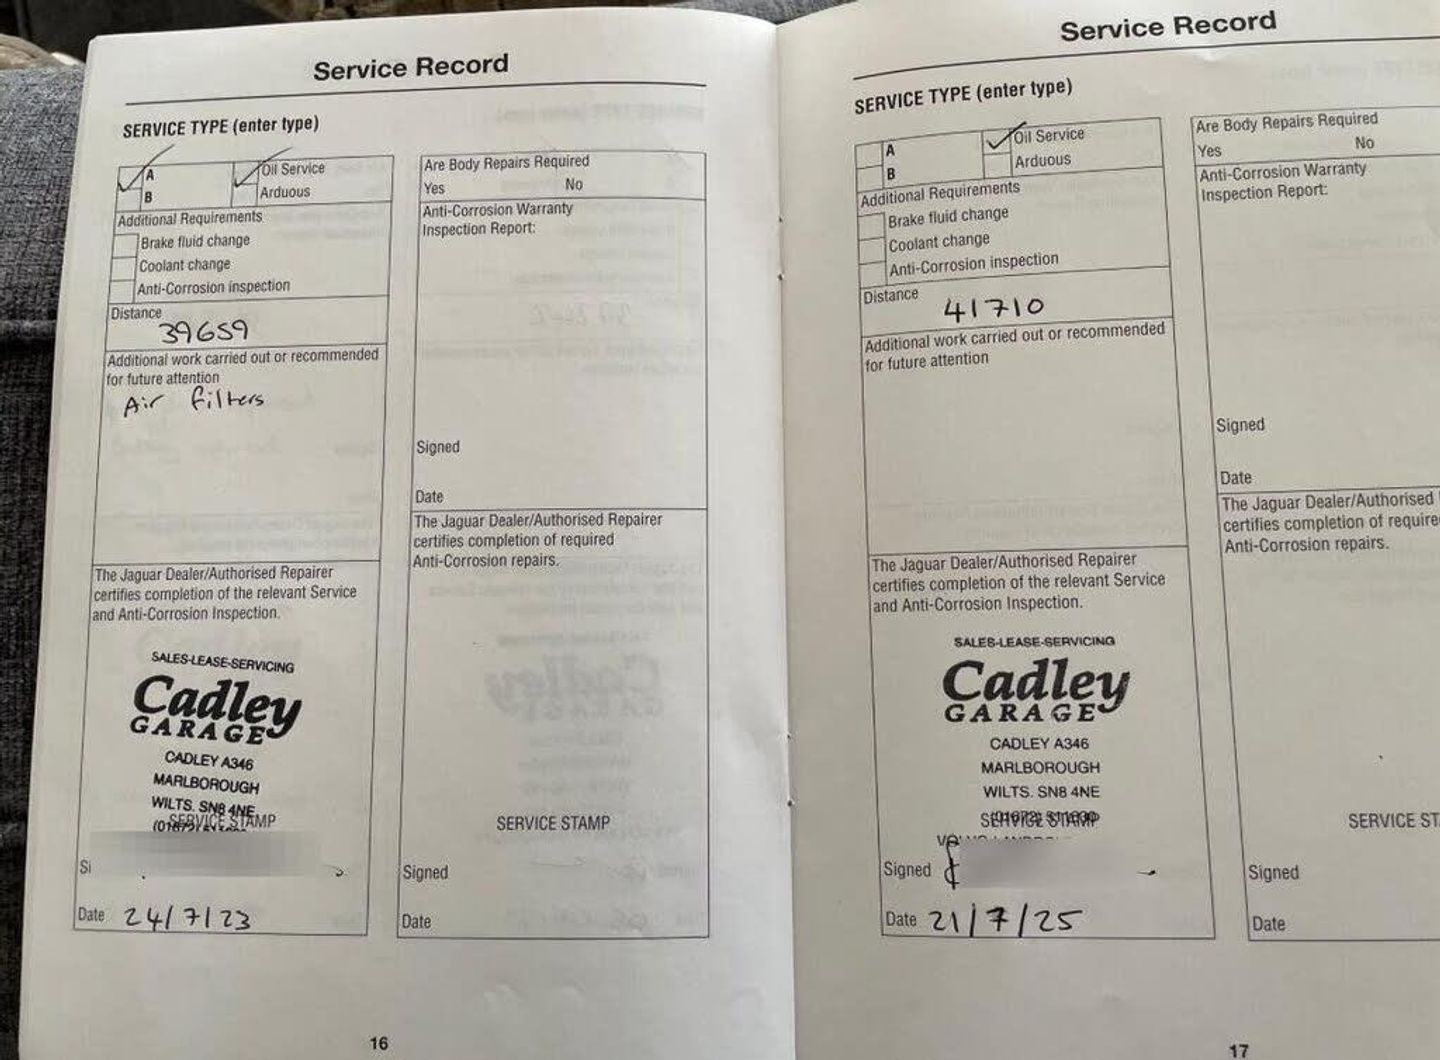 Service Record
SERVICE TYPE (enter type)
A
B
Oil Service
Arduous
Additional Requirements
Brake fluid change
Coolant change
Anti-Corrosion inspection
Distance
39659
Additional work carried out or recommended
for future attention
Air filters
The Jaguar Dealer/Authorised Repairer
certifies completion of the relevant Service
and Anti-Corrosion Inspection.
SALES-LEASE-SERVICING
Cadley
GARAGE
CADLEY A346
MARLBOROUGH
WILTS. SN8 4NE
SERVICE STAMP
Date 24/7/23
Are Body Repairs Required
Yes No
Anti-Corrosion Warranty
Inspection Report:
Signed
Date
The Jaguar Dealer/Authorised Repairer
certifies completion of required
Anti-Corrosion repairs.
SERVICE STAMP
Signed
Date
16
Service Record
SERVICE TYPE (enter type)
A
B
Oil Service
Arduous
Additional Requirements
Brake fluid change
Coolant change
Anti-Corrosion inspection
Distance
41710
Additional work carried out or recommended
for future attention
The Jaguar Dealer/Authorised Repairer
certifies completion of the relevant Service
and Anti-Corrosion Inspection.
SALES-LEASE-SERVICING
Cadley
GARAGE
CADLEY A346
MARLBOROUGH
WILTS. SN8 4NE
SERVICE STAMP
Signed
Date 21/7/25
Are Body Repairs Required
Yes No
Anti-Corrosion Warranty
Inspection Report:
Signed
Date
The Jaguar Dealer/Authorised
certifies completion of require
Anti-Corrosion repairs.
SERVICE ST
Signed
Date
17